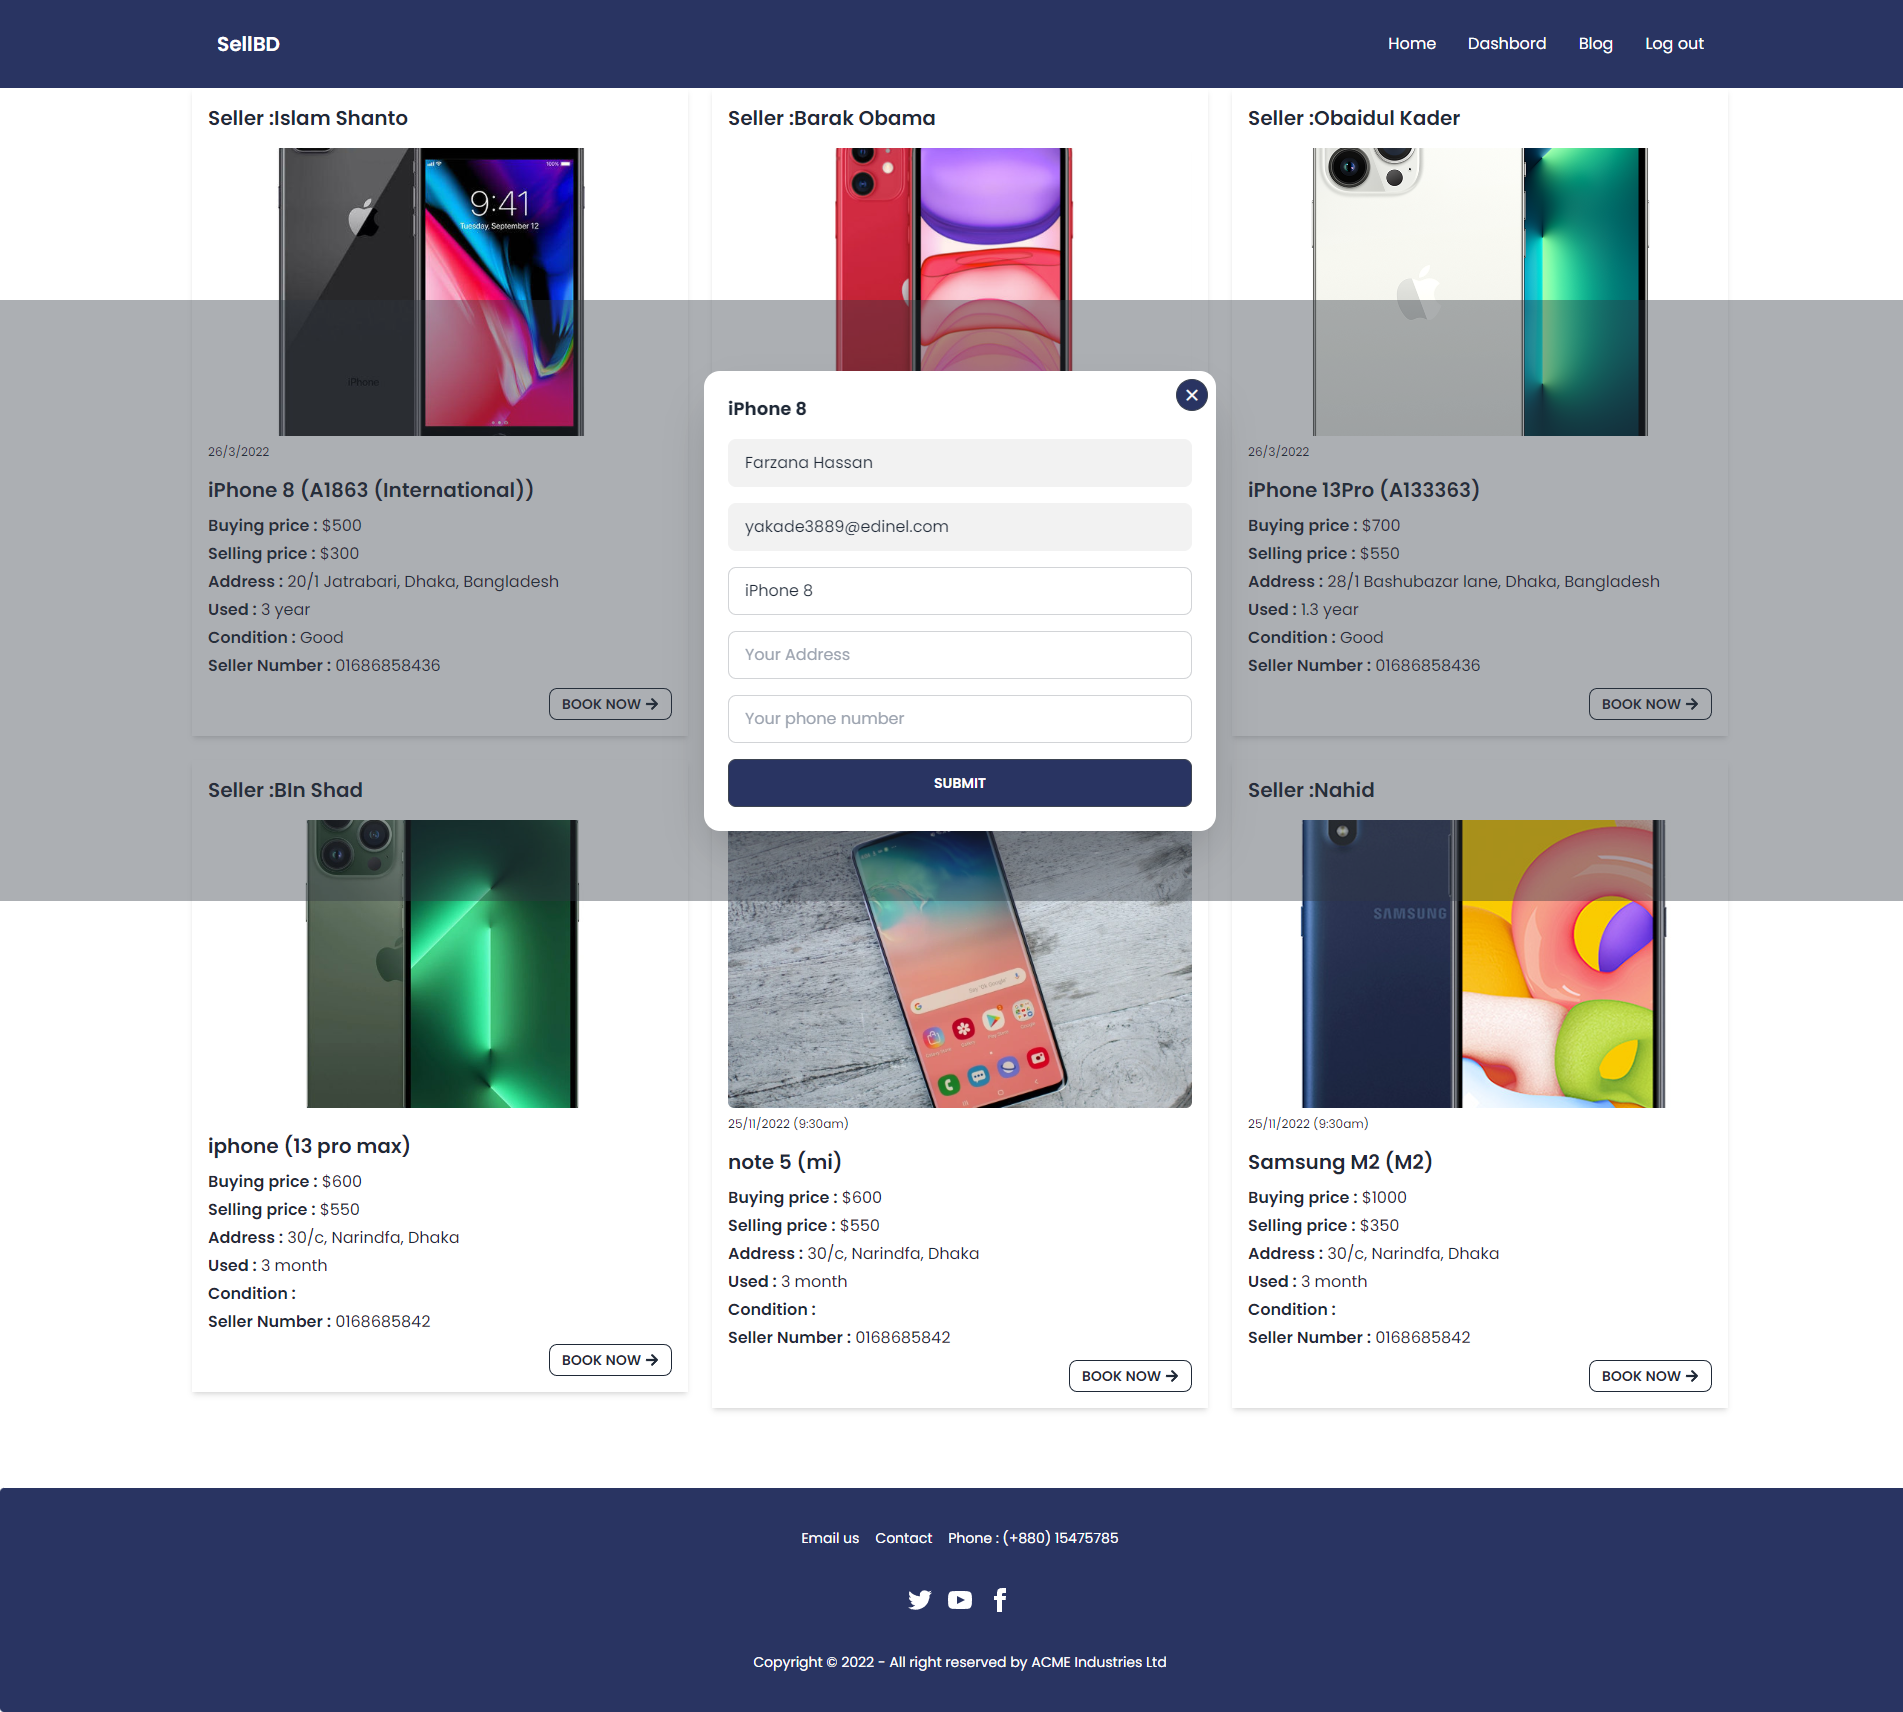 SellBD
Home Dashbord Blog Log out
Seller :Islam Shanto
9:41
Tuesday, September 12
100%
iPhone
26/3/2022
iPhone 8 (A1863 (International))
Buying price : $500
Selling price : $300
Address : 20/1 Jatrabari, Dhaka, Bangladesh
Used : 3 year
Condition : Good
Seller Number : 01686858436
BOOK NOW
Seller :Barak Obama
Seller :Obaidul Kader
26/3/2022
iPhone 13Pro (A133363)
Buying price : $700
Selling price : $550
Address : 28/1 Bashubazar lane, Dhaka, Bangladesh
Used : 1.3 year
Condition : Good
Seller Number : 01686858436
BOOK NOW
iPhone 8
Farzana Hassan
yakade3889@edinel.com
iPhone 8
Your Address
Your phone number
SUBMIT
Seller :BIn Shad
iphone (13 pro max)
Buying price : $600
Selling price : $550
Address : 30/c, Narindfa, Dhaka
Used : 3 month
Condition :
Seller Number : 0168685842
BOOK NOW
25/11/2022 (9:30am)
note 5 (mi)
Buying price : $600
Selling price : $550
Address : 30/c, Narindfa, Dhaka
Used : 3 month
Condition :
Seller Number : 0168685842
BOOK NOW
Seller :Nahid
SAMSUNG
25/11/2022 (9:30am)
Samsung M2 (M2)
Buying price : $1000
Selling price : $350
Address : 30/c, Narindfa, Dhaka
Used : 3 month
Condition :
Seller Number : 0168685842
BOOK NOW
Email us Contact Phone : (+880) 15475785
Copyright © 2022 - All right reserved by ACME Industries Ltd